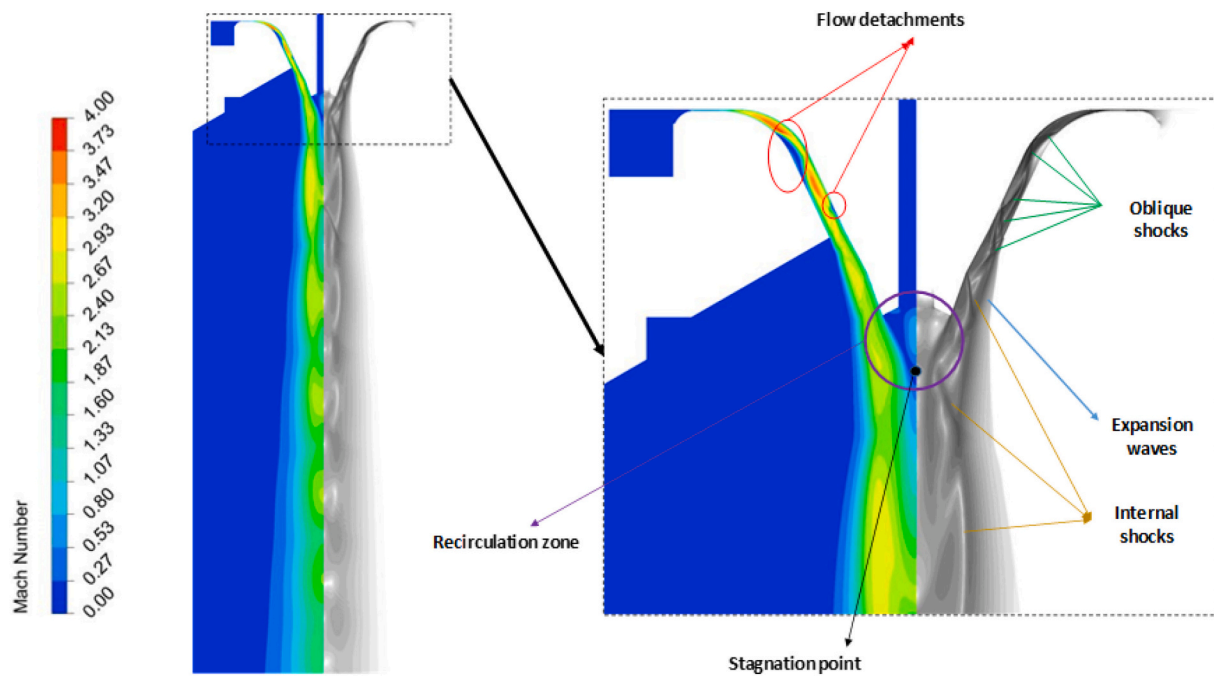 Flow detachments
4.00
3.73
3.47
3.20
2.93
2.67
2.40
2.13
1.87
1.60
1.33
1.07
0.80
0.53
0.27
0.00
Mach Number
Oblique
shocks
Expansion
waves
Internal
shocks
Recirculation zone
Stagnation point